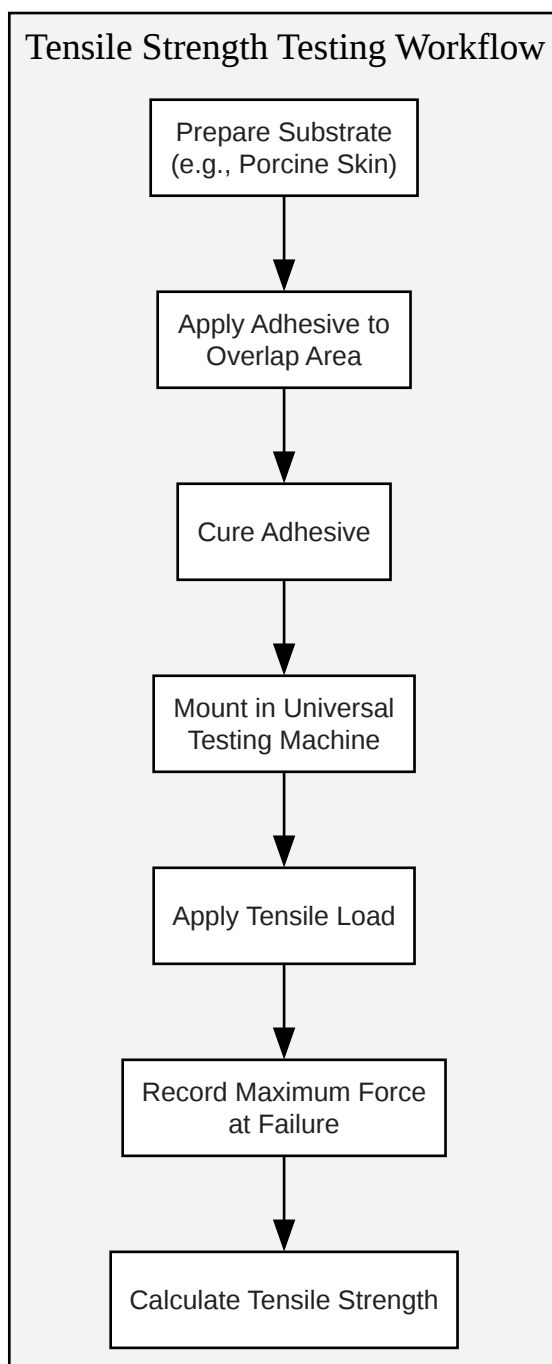 Tensile Strength Testing Workflow
Prepare Substrate
(e.g., Porcine Skin)
Apply Adhesive to
Overlap Area
Cure Adhesive
Mount in Universal
Testing Machine
Apply Tensile Load
Record Maximum Force
at Failure
Calculate Tensile Strength